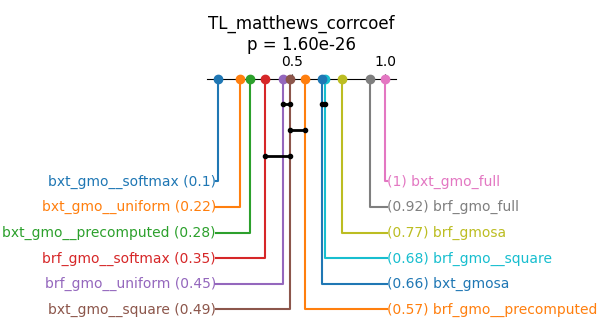 TL_matthews_corrcoef
p = 1.60e-26
0.5 1.0
bxt_gmo__softmax (0.1) (1) bxt_gmo_full
bxt_gmo__uniform (0.22) (0.92) brf_gmo_full
bxt_gmo__precomputed (0.28) (0.77) brf_gmosa
brf_gmo__softmax (0.35) (0.68) brf_gmo__square
brf_gmo__uniform (0.45) (0.66) bxt_gmosa
bxt_gmo__square (0.49) (0.57) brf_gmo__precomputed